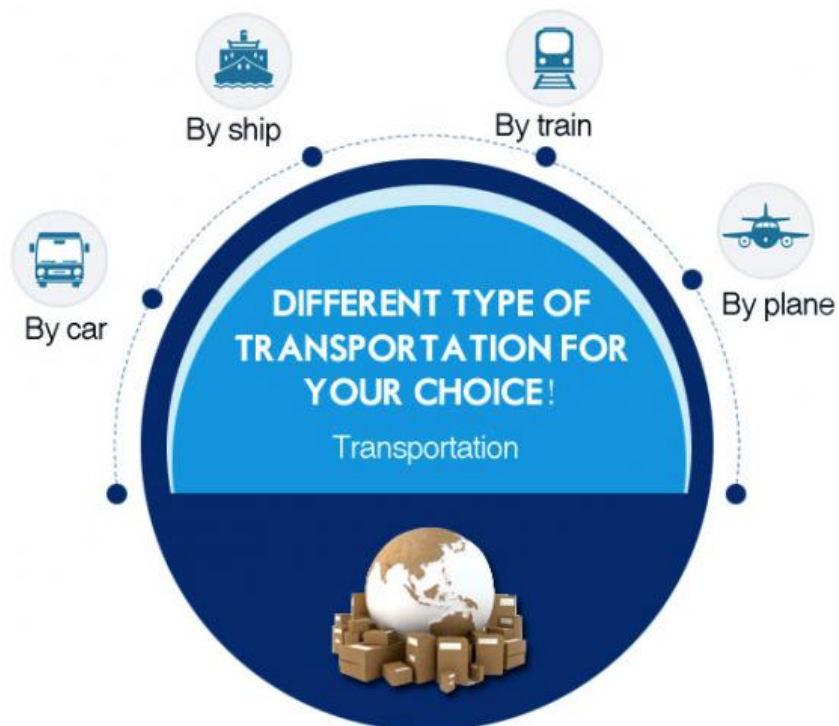 By ship
By train
By car
By plane
DIFFERENT TYPE OF
TRANSPORTATION FOR
YOUR CHOICE!
Transportation